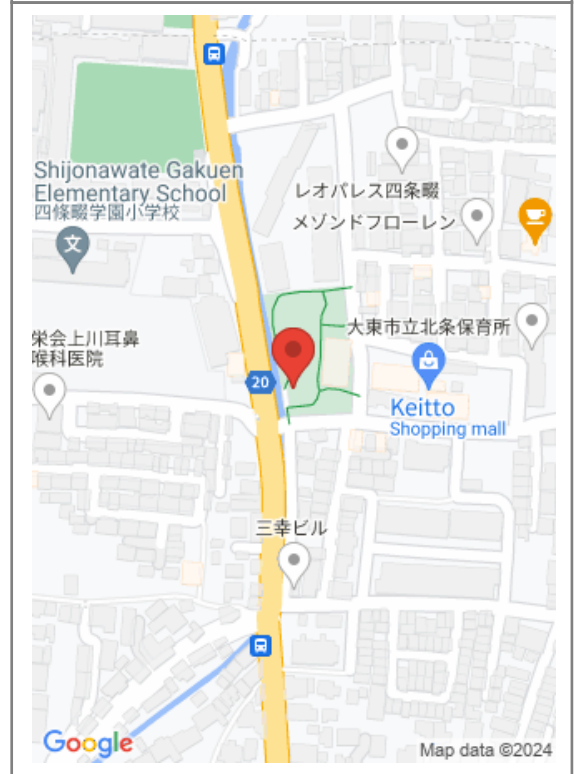 Shijonawate Gakuen
Elementary School
四條畷学園小学校
文
レオパレス四条畷
メゾンドフローレン
大東市立北条保育所
栄会上川耳鼻
喉科医院
20
Keitto
Shopping mall
三幸ビル
Google
Map data ©2024